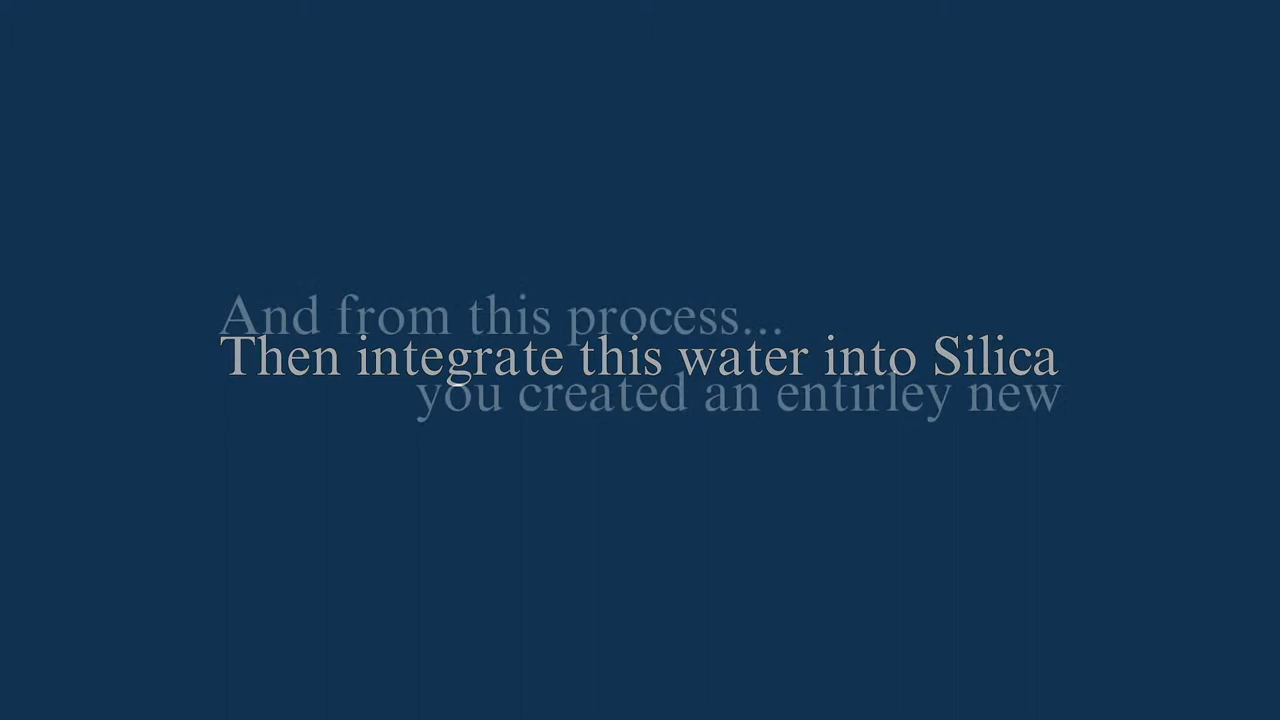 And from this process...
Then integrate this water into Silica
you created an entirley new